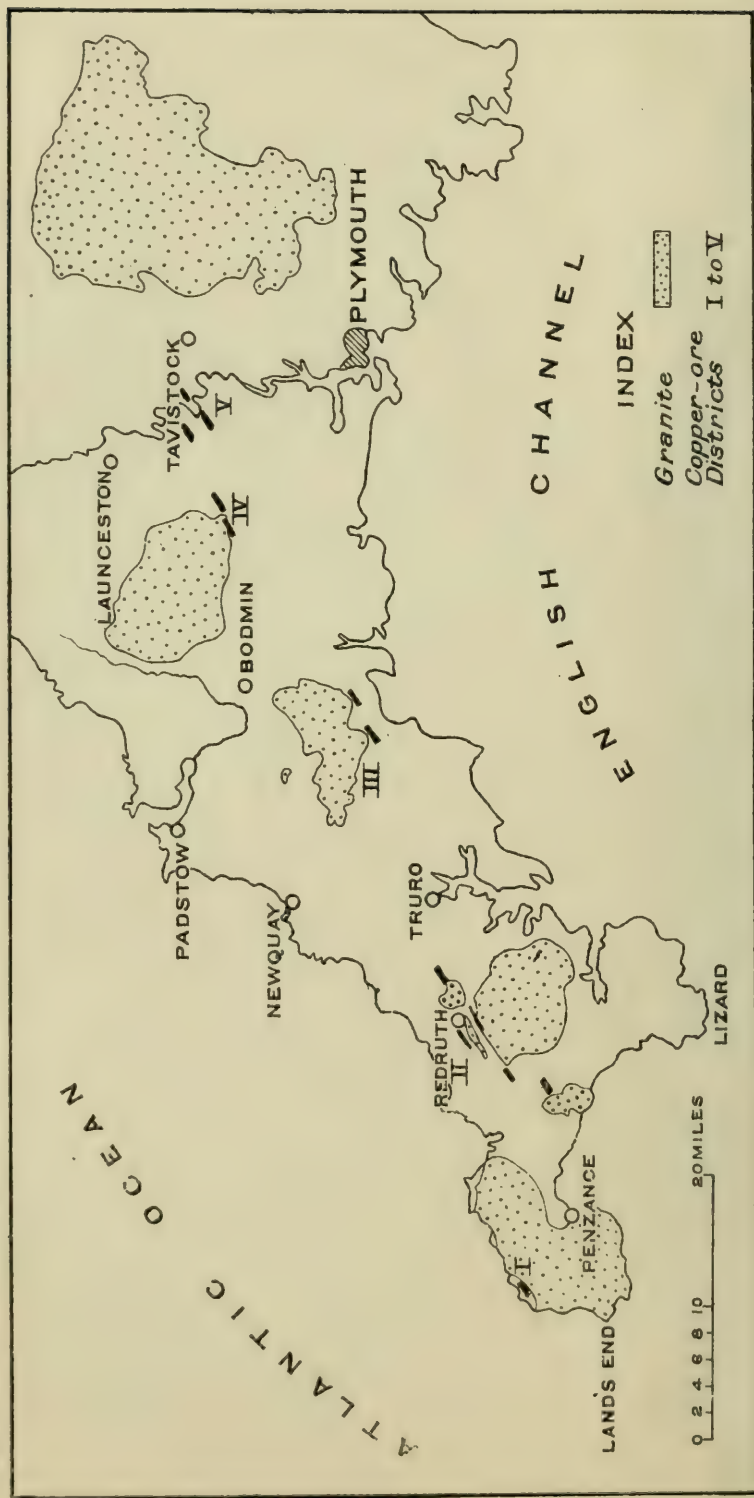 ATLANTIC OCEAN
PADSTOW
NEWQUAY
LAUNCESTON
TAVISTOCK
V
IV
BODMIN
III
PLYMOUTH
TRURO
REDRUTH
II
I
PENZANCE
LANDS END
LIZARD
ENGLISH CHANNEL
0 2 4 6 8 10 20 MILES
INDEX
Granite
Copper-ore
Districts I to V